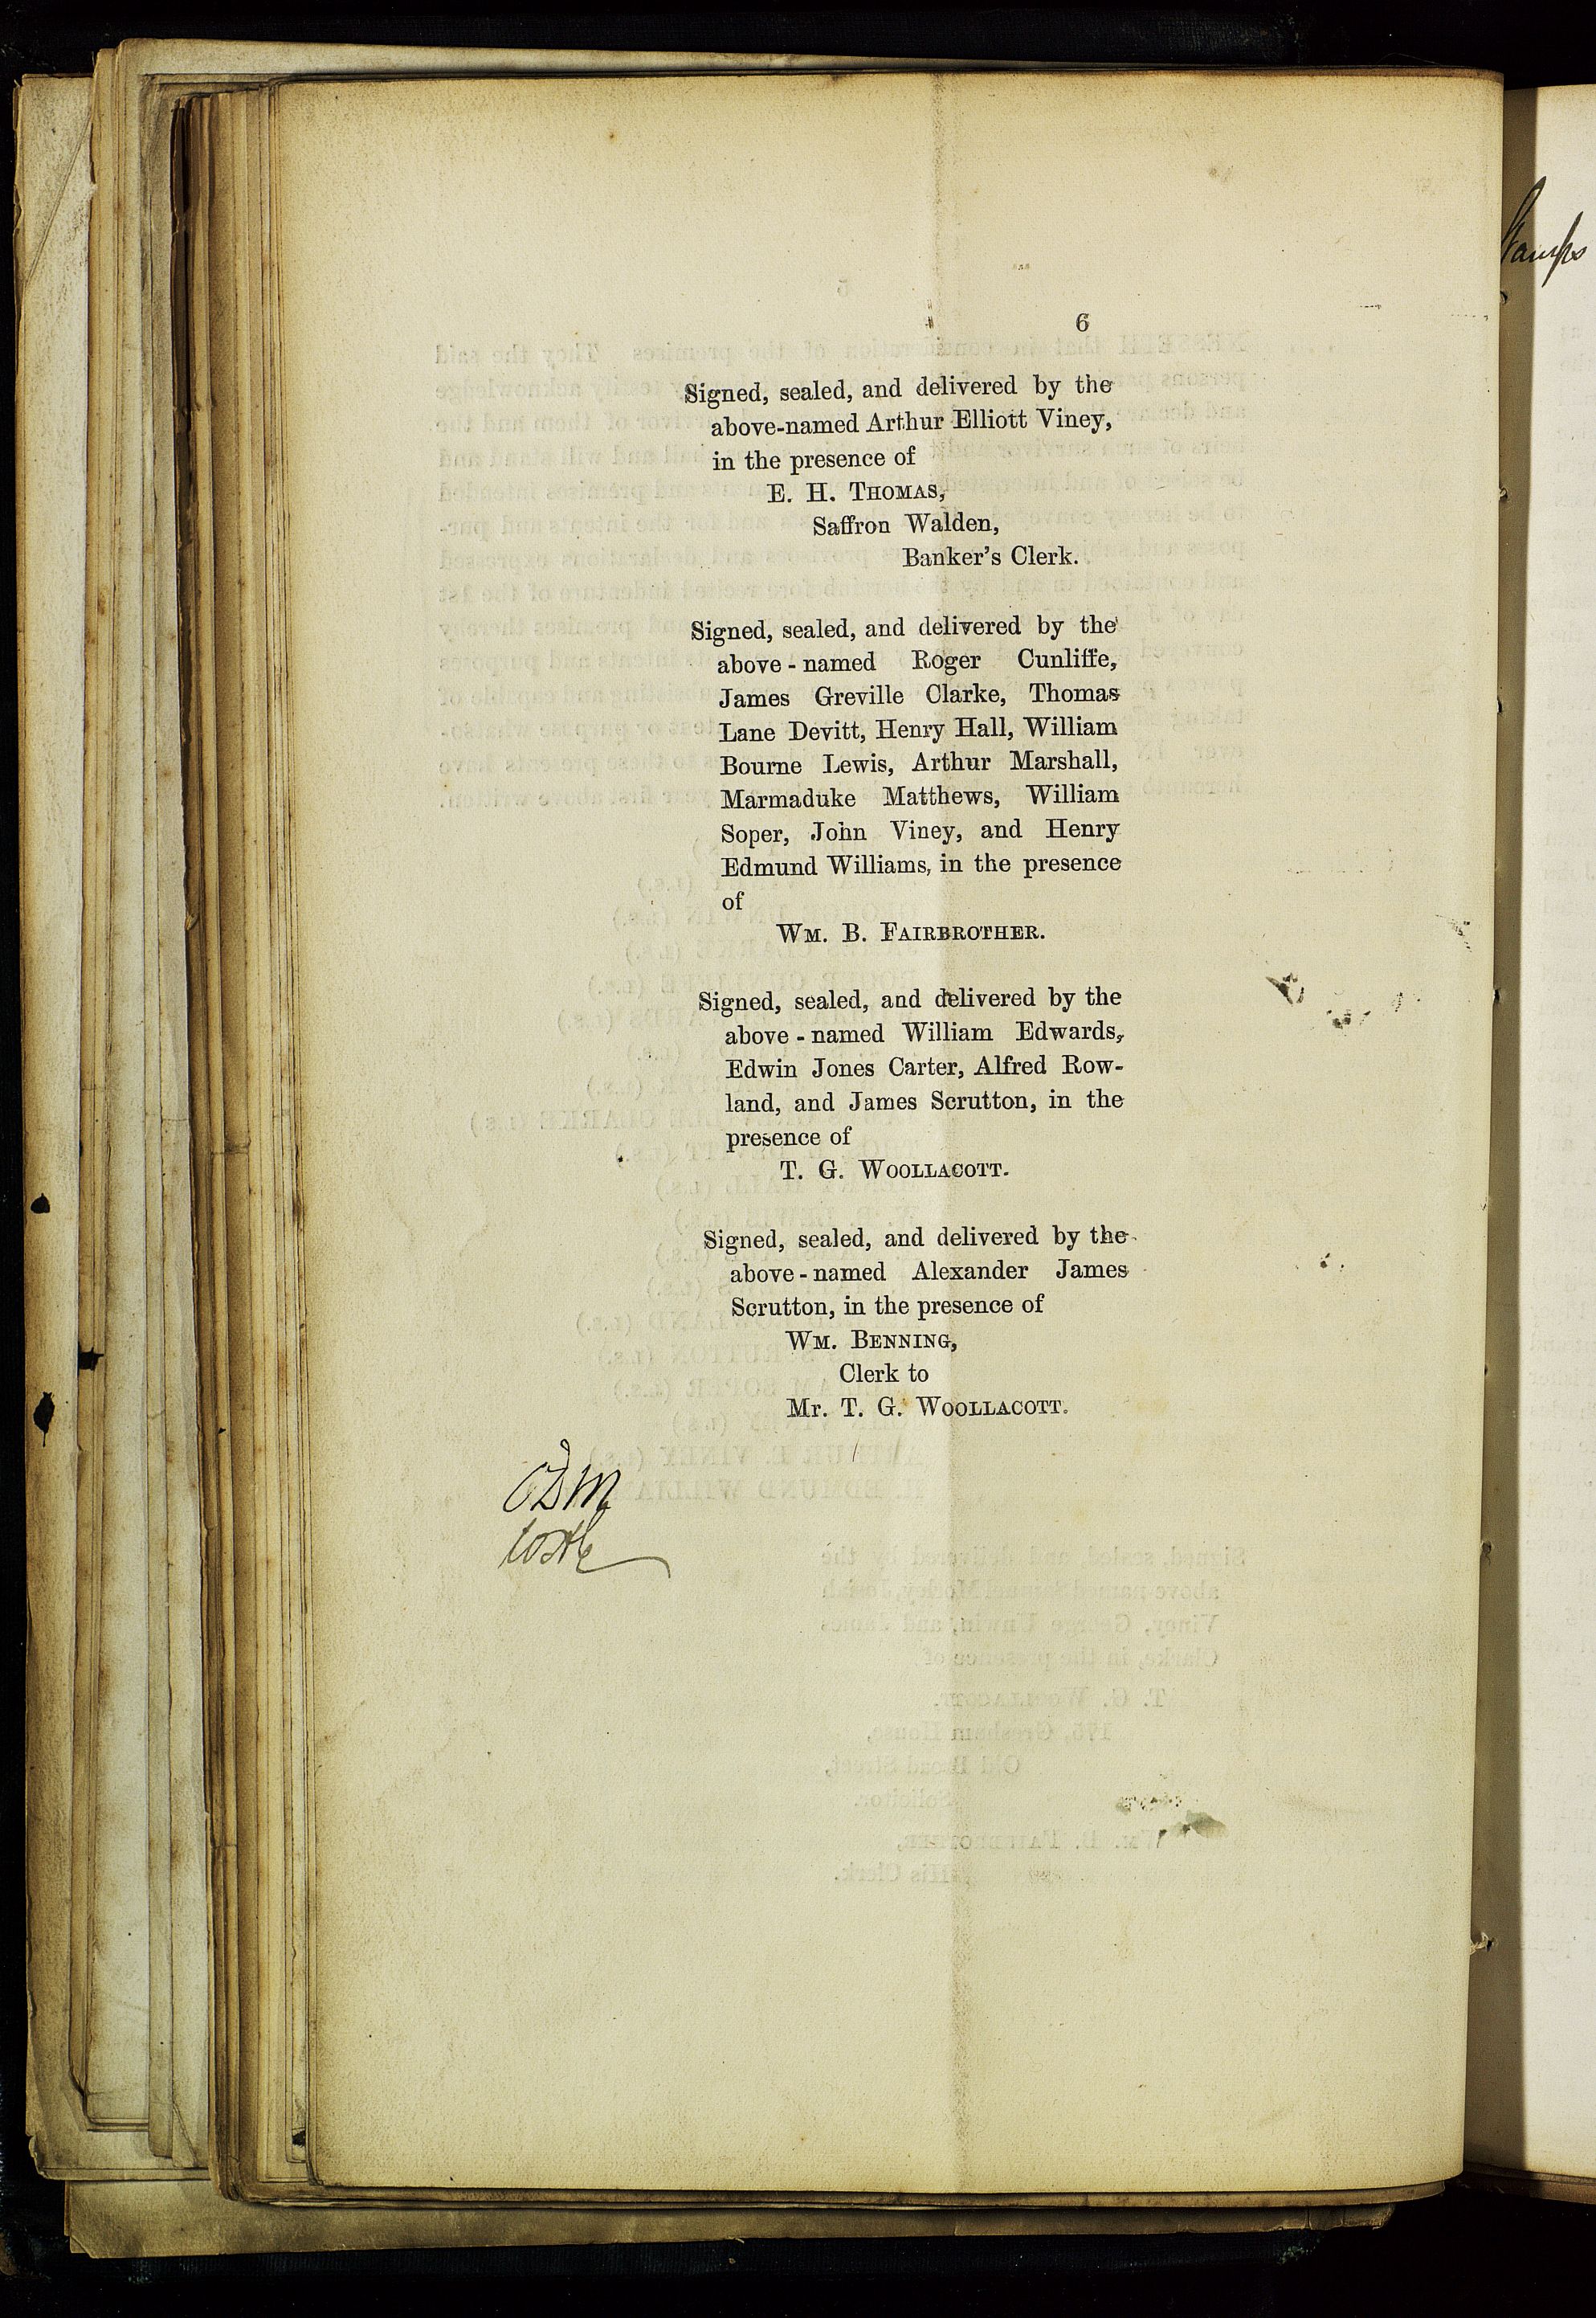 6
Signed, sealed, and delivered by the
above-named Arthur Elliott Viney,
in the presence of
E. H. THOMAS,
Saffron Walden,
Banker's Clerk.
Signed, sealed, and delivered by the
above-named Roger Cunliffe,
James Greville Clarke, Thomas
Lane Devitt, Henry Hall, William
Bourne Lewis, Arthur Marshall,
Marmaduke Matthews, William
Soper, John Viney, and Henry
Edmund Williams, in the presence
of
WM. B. FAIRBROTHER.
Signed, sealed, and delivered by the
above-named William Edwards,
Edwin Jones Carter, Alfred Row-
land, and James Scrutton, in the
presence of
T. G. WOOLLACOTT.
Signed, sealed, and delivered by the
above-named Alexander James
Scrutton, in the presence of
WM. BENNING,
Clerk to
Mr. T. G. WOOLLACOTT.
Stamps